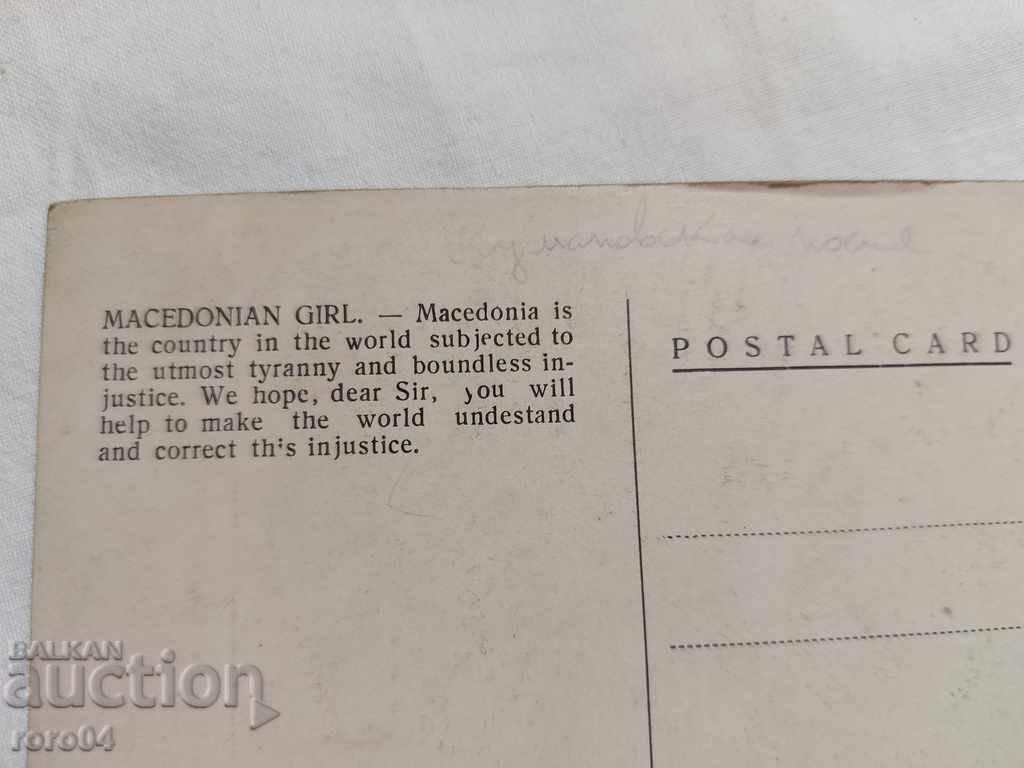 MACEDONIAN GIRL. — Macedonia is
the country in the world subjected to
the utmost tyranny and boundless in-
justice. We hope, dear Sir, you will
help to make the world undestand
and correct this injustice.
POSTAL CARD
BALKAN
auction
roro04